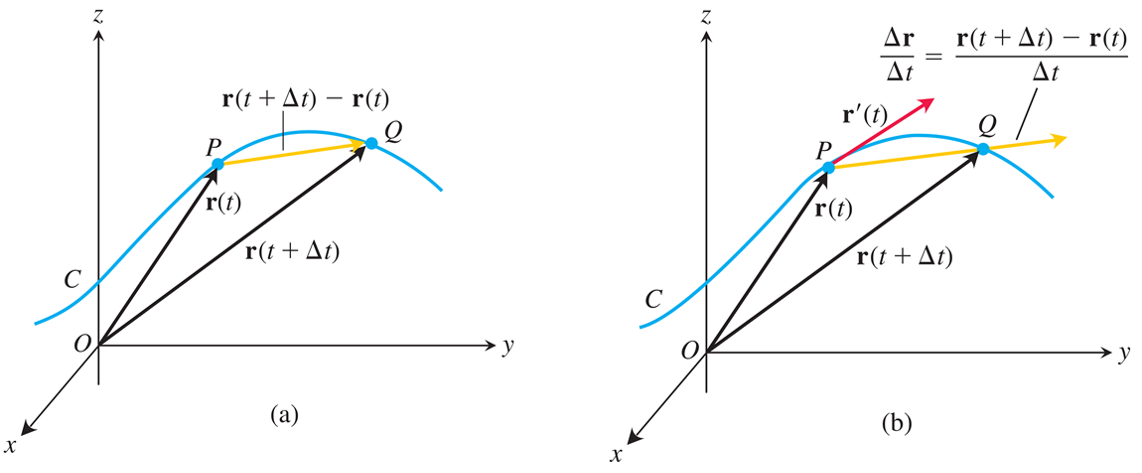 z
r(t + Δt) − r(t)
P
Q
r(t)
r(t + Δt)
C
O
y
x
(a)
z
Δr/Δt = r(t + Δt) − r(t)/Δt
r′(t)
Q
P
r(t)
r(t + Δt)
C
O
y
x
(b)